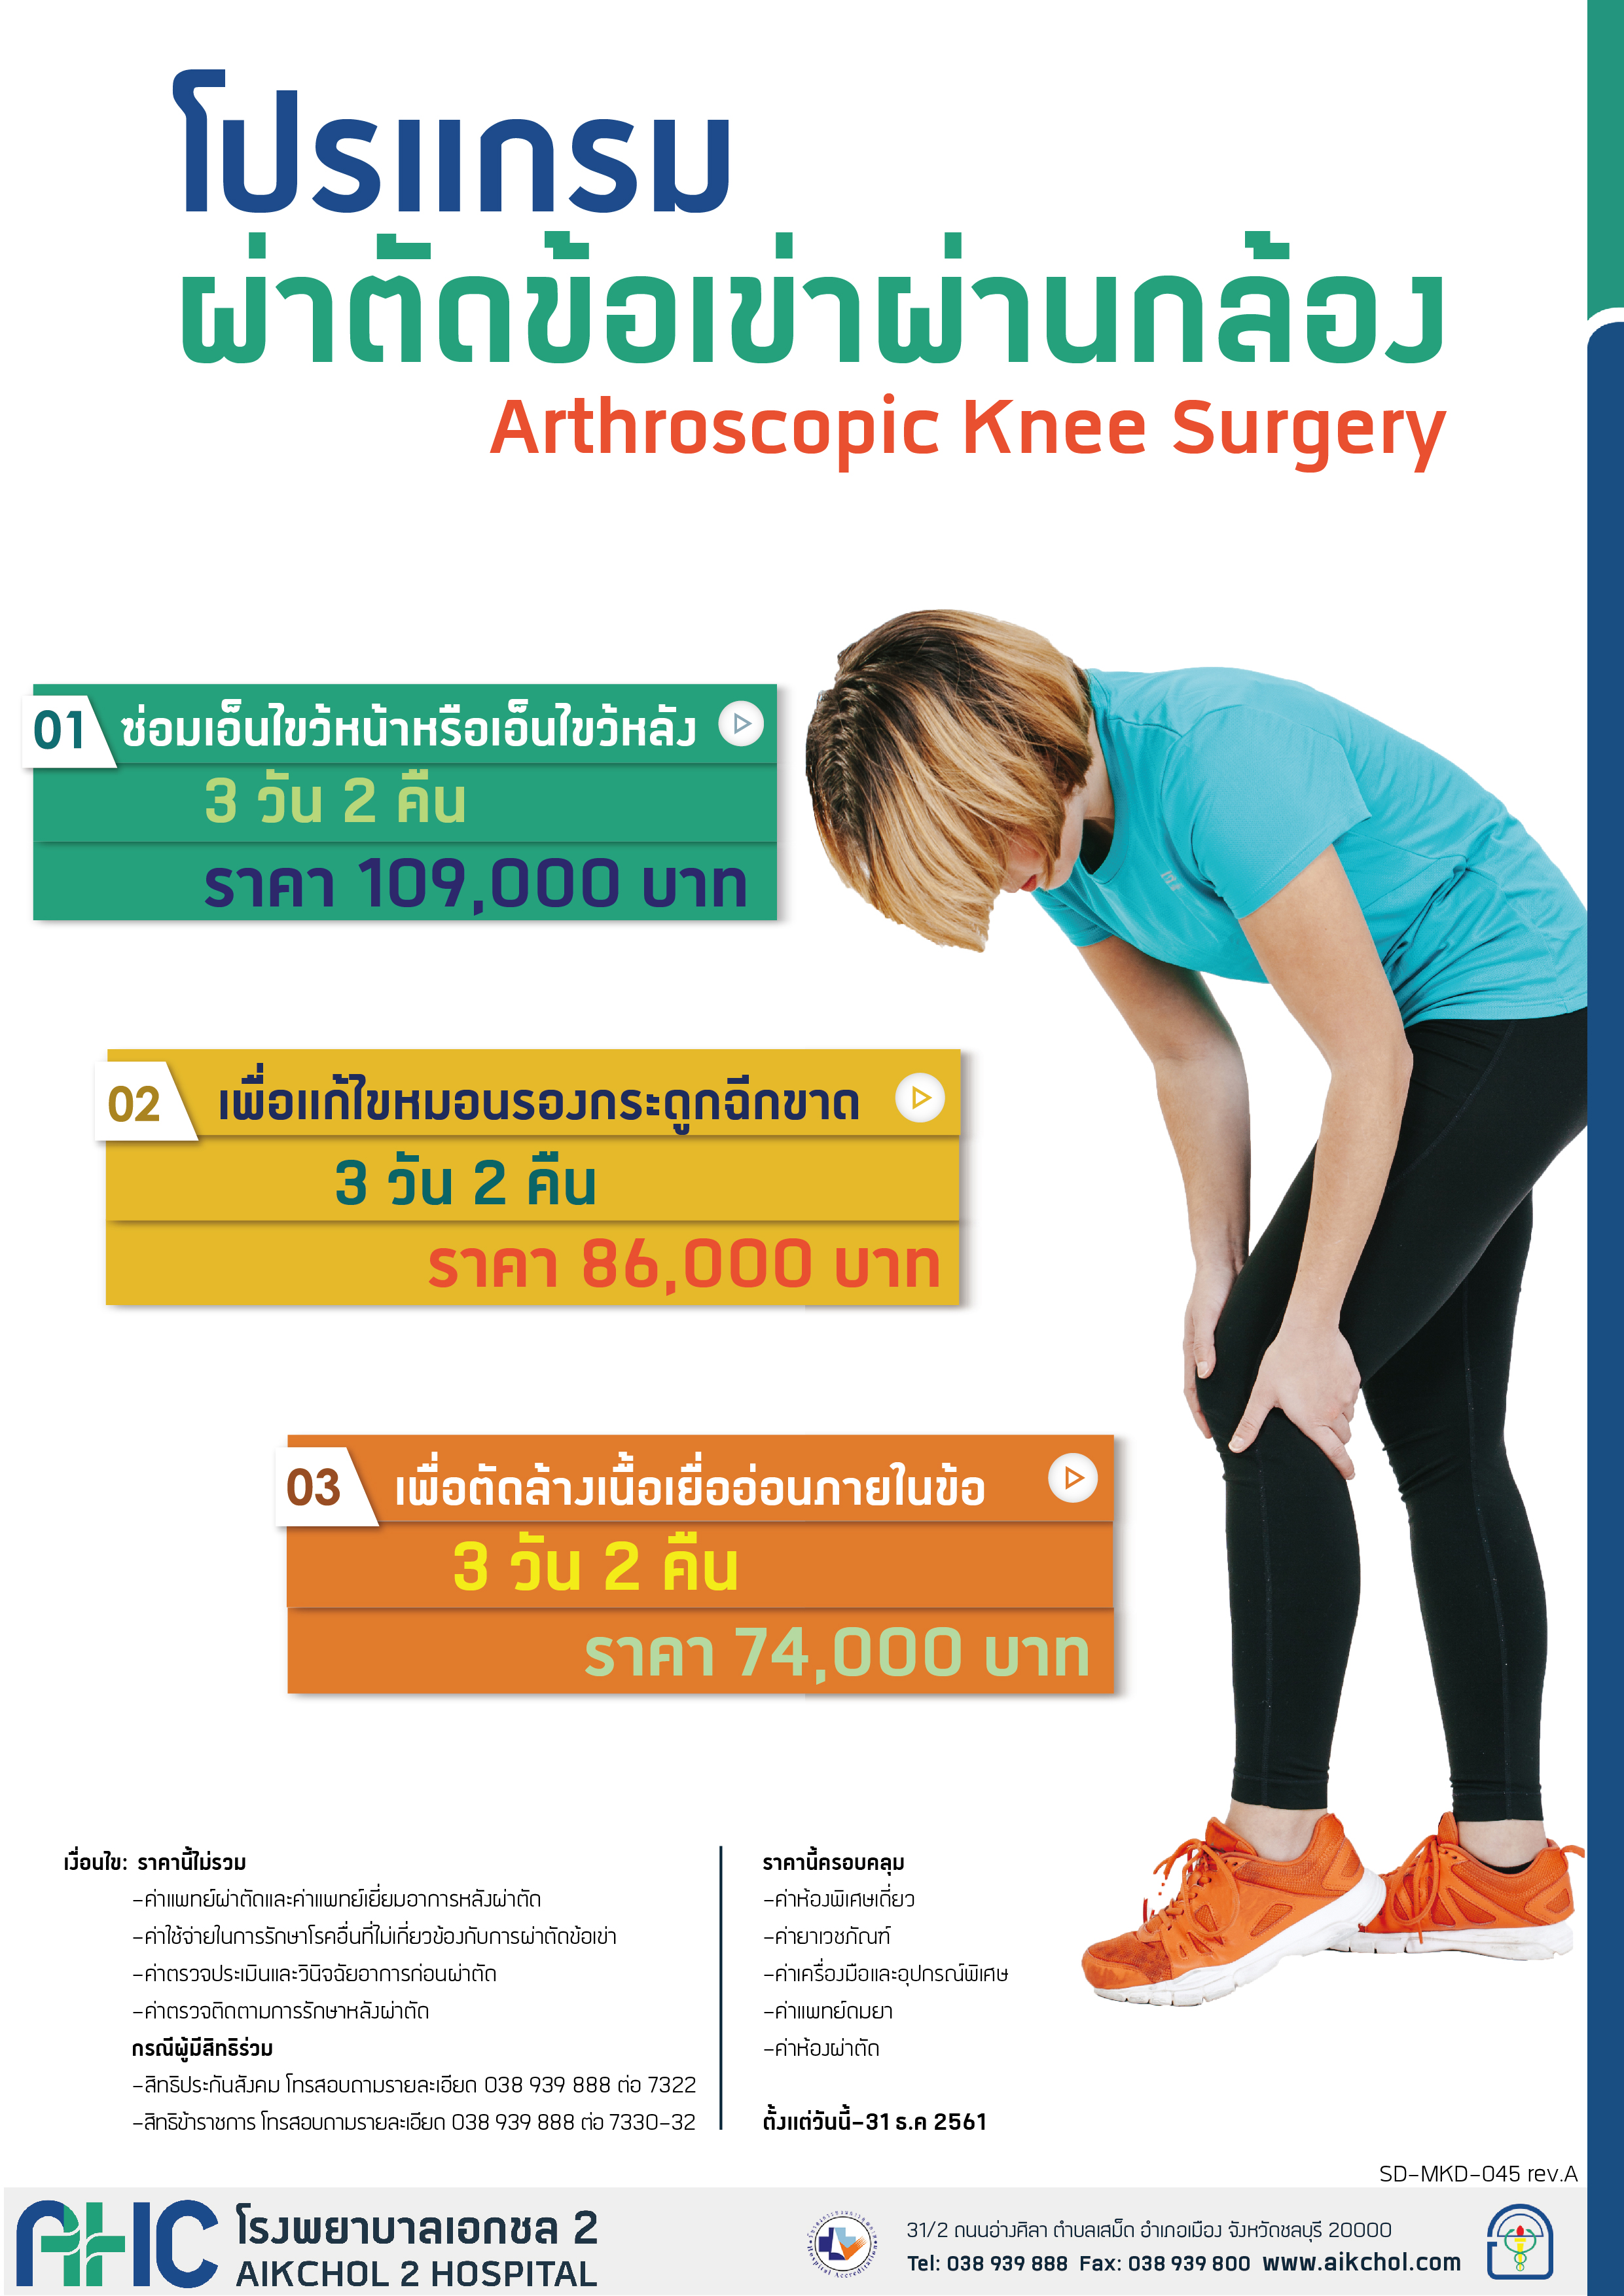 โปรแกรม
ผ่าตัดข้อเข่าผ่านกล้อง
Arthroscopic Knee Surgery
01 ซ่อมเอ็นไขว้หน้าหรือเอ็นไขว้หลัง
3 วัน 2 คืน
ราคา 109,000 บาท
02 เพื่อแก้ไขหมอนรองกระดูกฉีกขาด
3 วัน 2 คืน
ราคา 86,000 บาท
03 เพื่อตัดล้างเนื้อเยื่ออ่อนภายในข้อ
3 วัน 2 คืน
ราคา 74,000 บาท
เงื่อนไข: ราคานี้ไม่รวม
-ค่าแพทย์ผ่าตัดและค่าแพทย์เยี่ยมอาการหลังผ่าตัด
-ค่าใช้จ่ายในการรักษาโรคอื่นที่ไม่เกี่ยวข้องกับการผ่าตัดข้อเข่า
-ค่าตรวจประเมินและวินิจฉัยอาการก่อนผ่าตัด
-ค่าตรวจติดตามการรักษาหลังผ่าตัด
กรณีผู้มีสิทธิร่วม
-สิทธิประกันสังคม โทรสอบถามรายละเอียด 038 939 888 ต่อ 7322
-สิทธิข้าราชการ โทรสอบถามรายละเอียด 038 939 888 ต่อ 7330-32
ราคานี้ครอบคลุม
-ค่าห้องพิเศษเดี่ยว
-ค่ายาเวชภัณฑ์
-ค่าเครื่องมือและอุปกรณ์พิเศษ
-ค่าแพทย์ดมยา
-ค่าห้องผ่าตัด
ตั้งแต่วันนี้-31 ธ.ค 2561
SD-MKD-045 rev.A
AHC
โรงพยาบาลเอกชล 2
AIKCHOL 2 HOSPITAL
Hospital Accreditation
31/2 ถนนอ่างศิลา ตำบลเสม็ด อำเภอเมือง จังหวัดชลบุรี 20000
Tel: 038 939 888 Fax: 038 939 800 www.aikchol.com